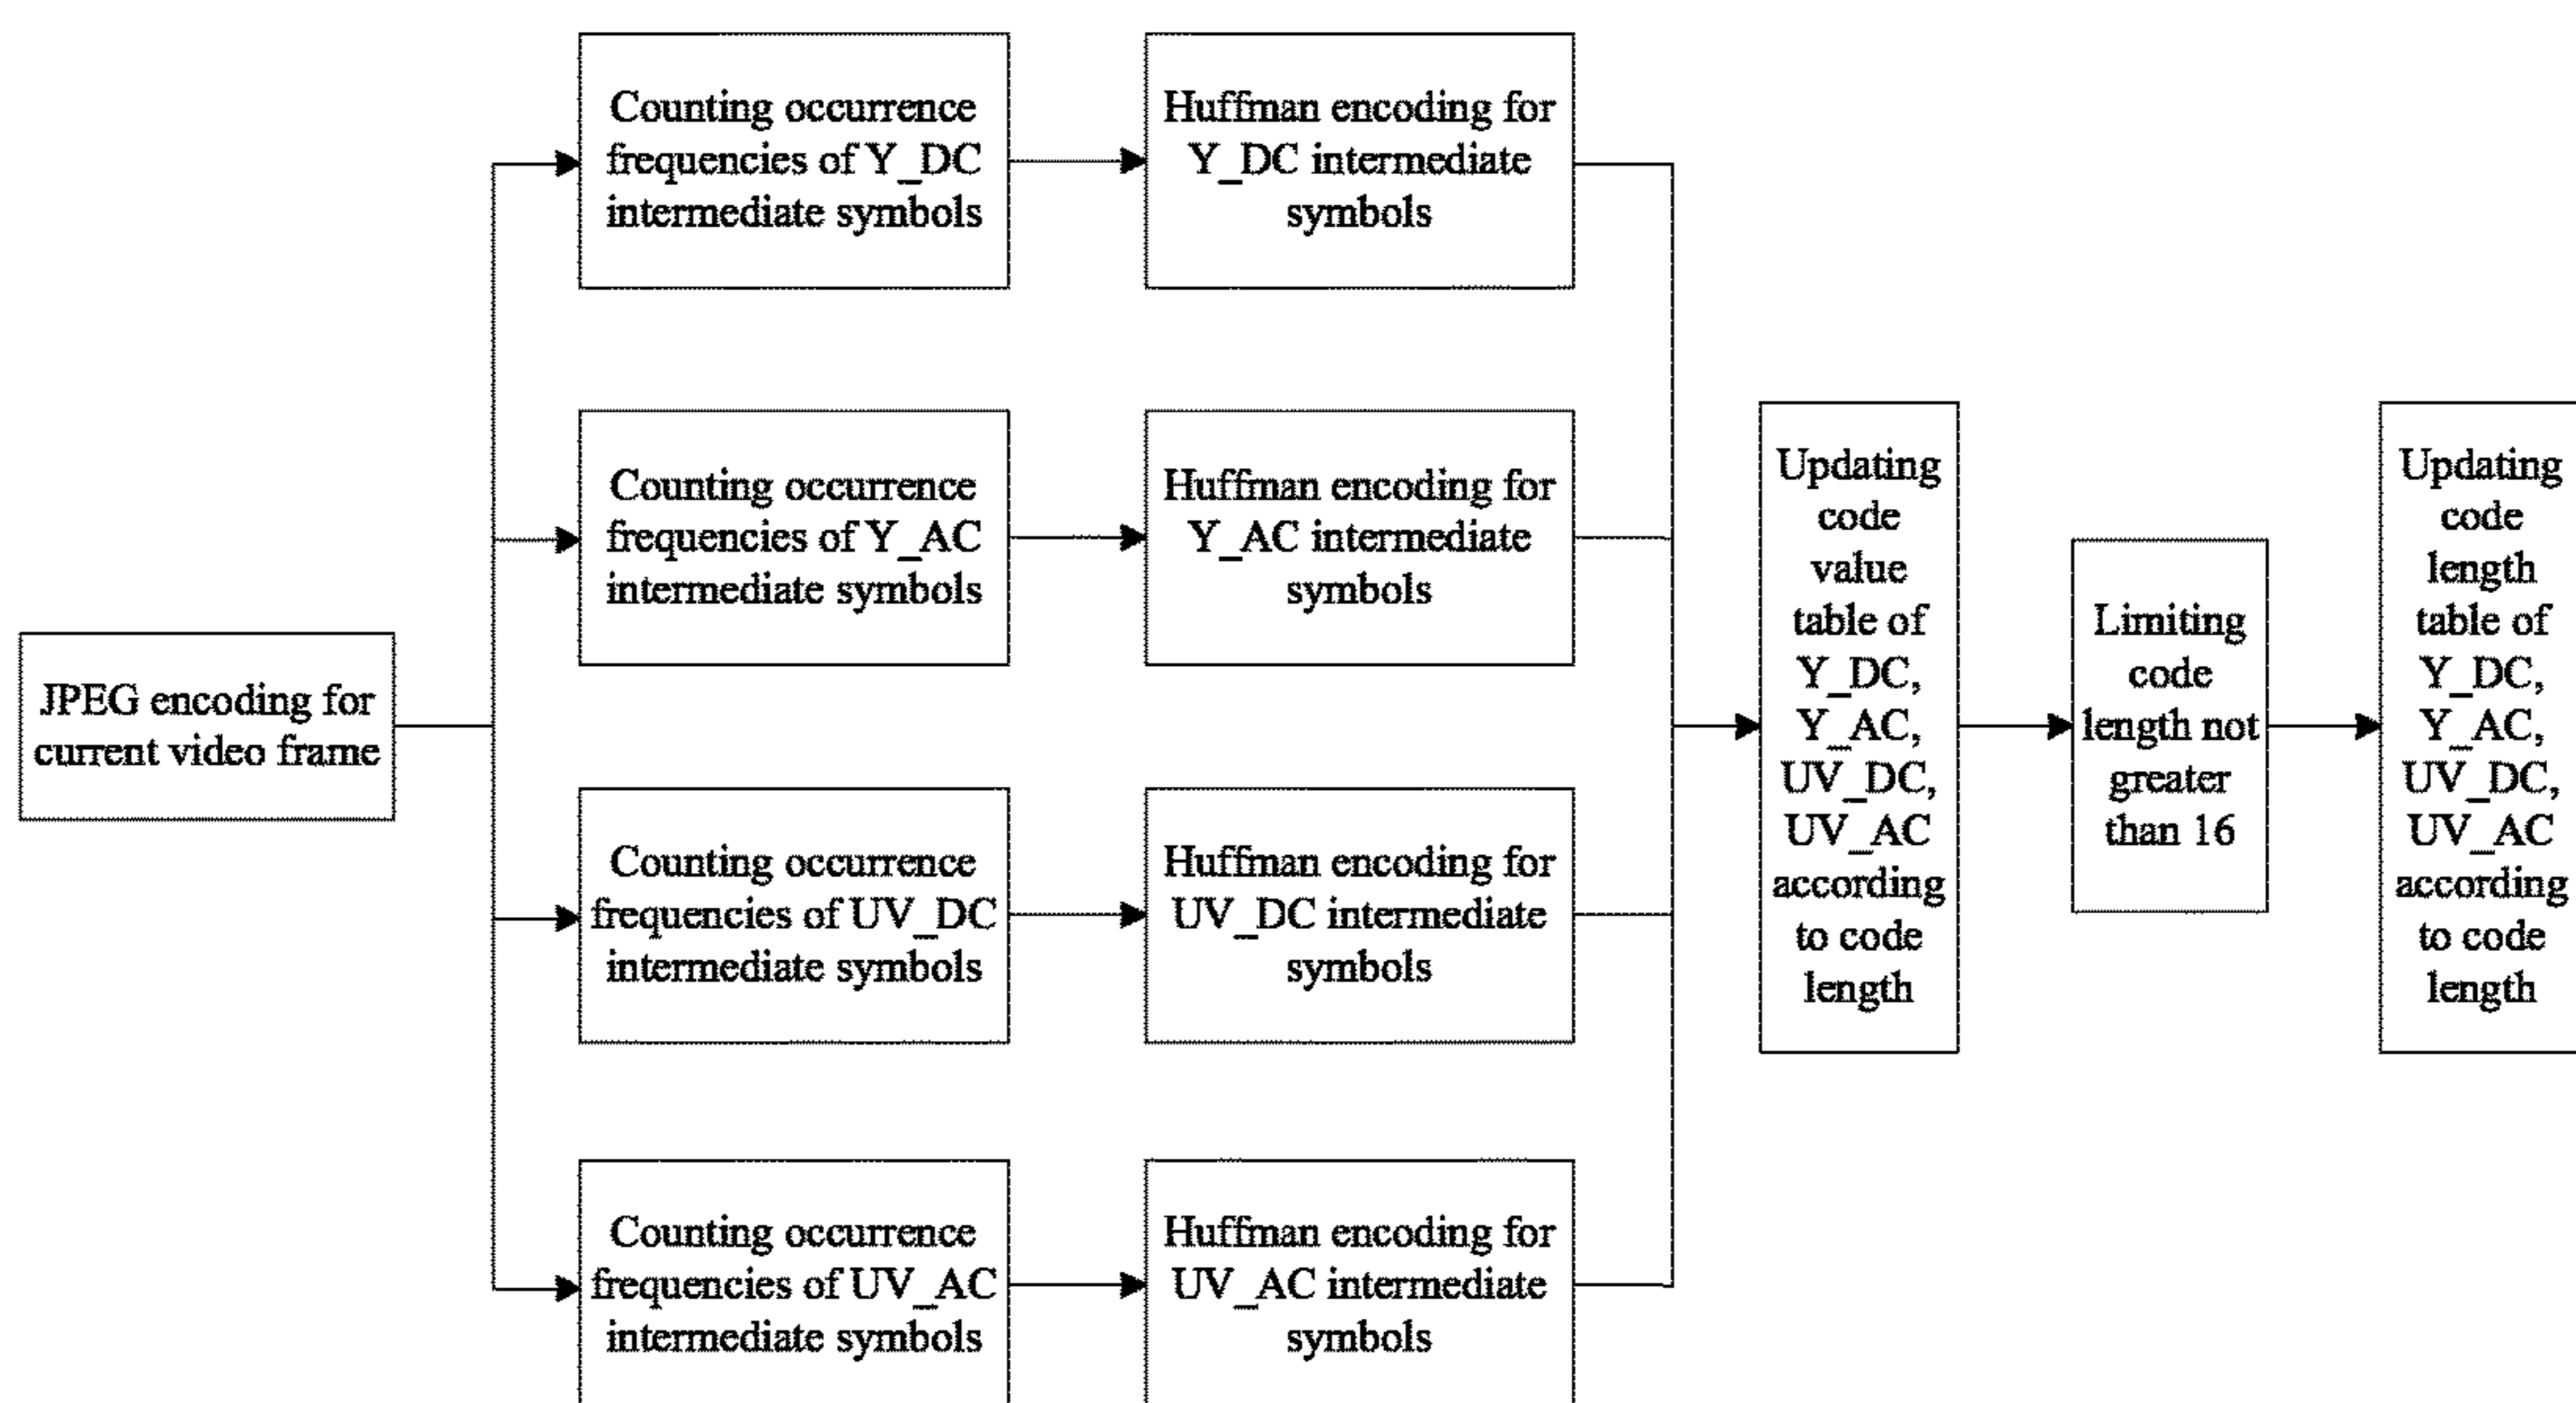 JPEG encoding for
current video frame
Counting occurrence
frequencies of Y_DC
intermediate symbols
Huffman encoding for
Y_DC intermediate
symbols
Counting occurrence
frequencies of Y_AC
intermediate symbols
Huffman encoding for
Y_AC intermediate
symbols
Counting occurrence
frequencies of UV_DC
intermediate symbols
Huffman encoding for
UV_DC intermediate
symbols
Counting occurrence
frequencies of UV_AC
intermediate symbols
Huffman encoding for
UV_AC intermediate
symbols
Updating
code
value
table of
Y_DC,
Y_AC,
UV_DC,
UV_AC
according
to code
length
Limiting
code
length not
greater
than 16
Updating
code
length
table of
Y_DC,
Y_AC,
UV_DC,
UV_AC
according
to code
length